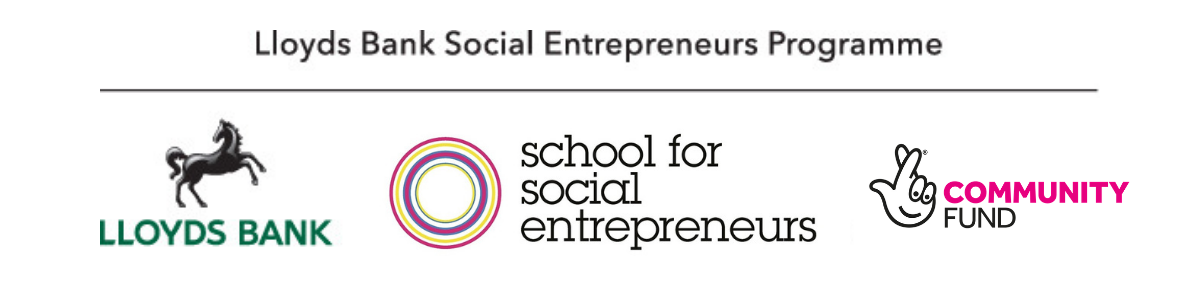 Lloyds Bank Social Entrepreneurs Programme
LLOYDS BANK
school for
social
entrepreneurs
®
COMMUNITY
FUND